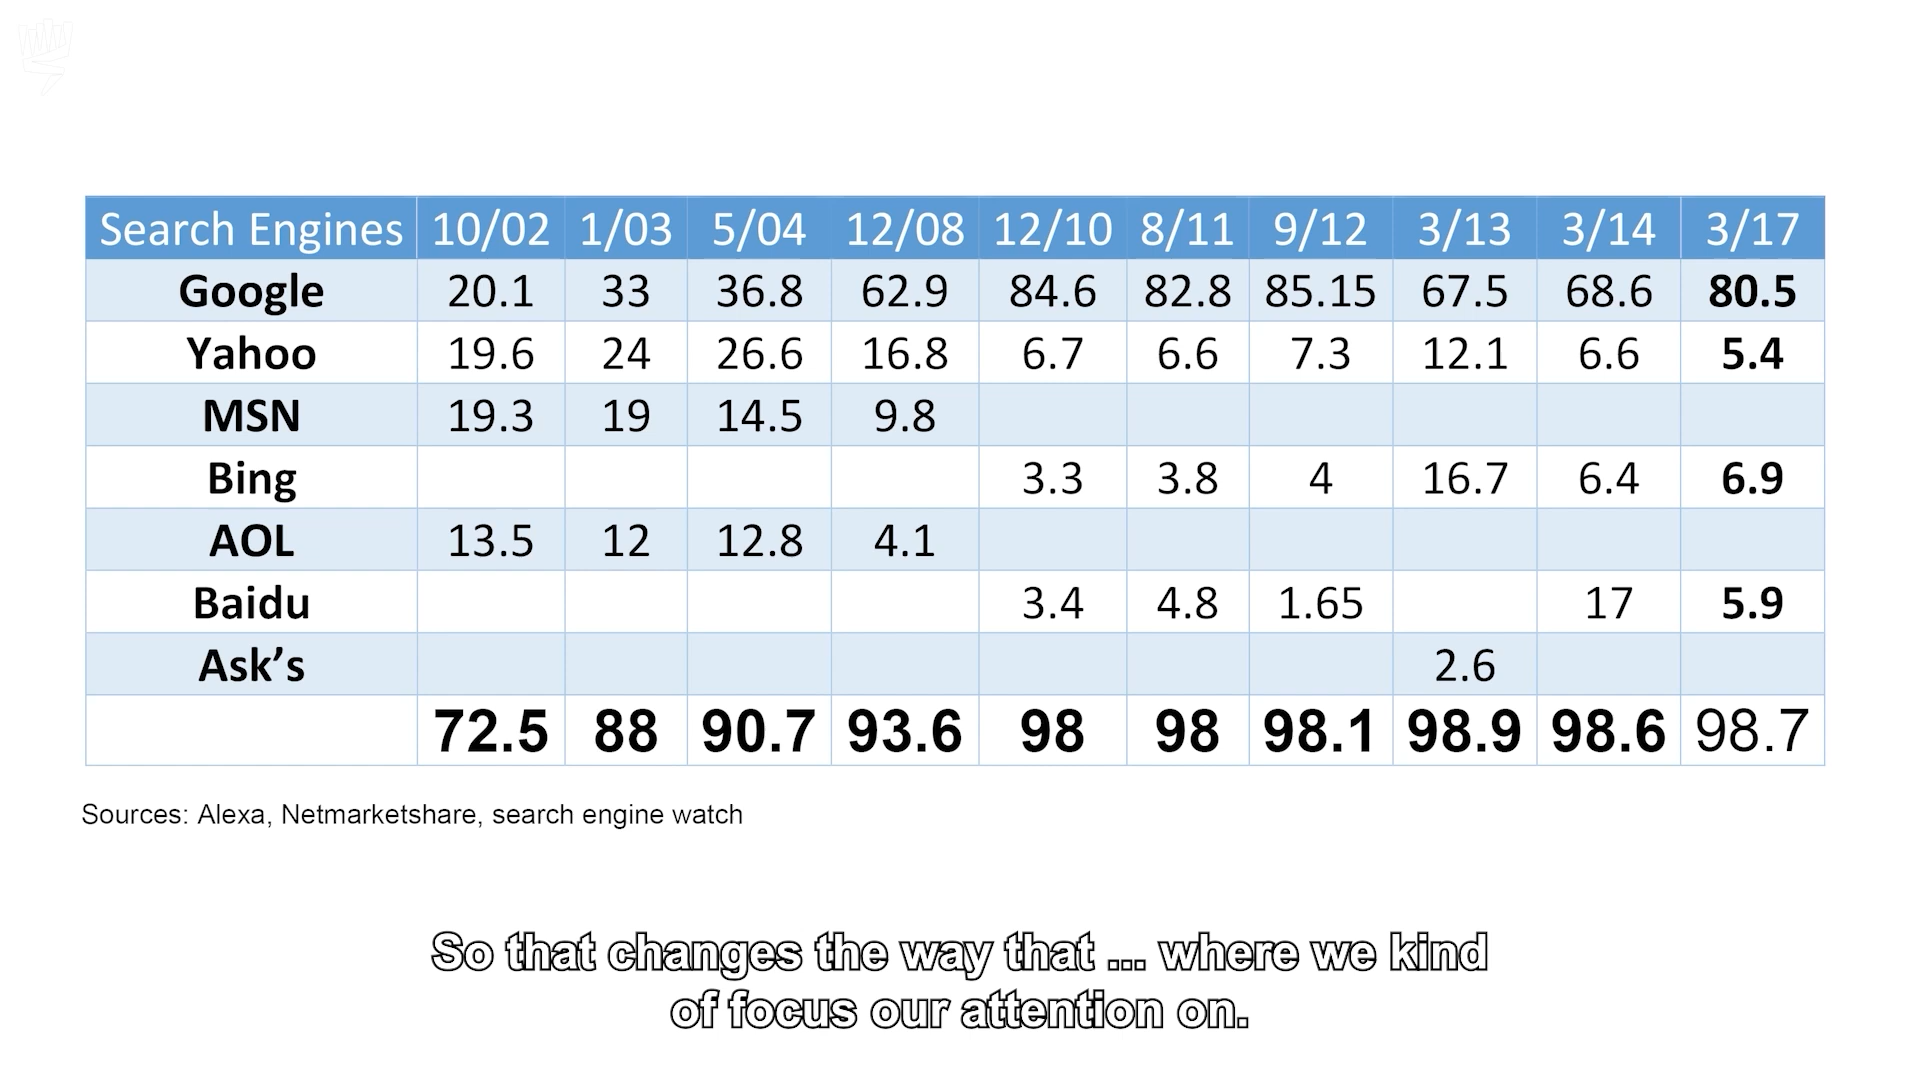 Search Engines 10/02 1/03 5/04 12/08 12/10 8/11 9/12 3/13 3/14 3/17
Google 20.1 33 36.8 62.9 84.6 82.8 85.15 67.5 68.6 80.5
Yahoo 19.6 24 26.6 16.8 6.7 6.6 7.3 12.1 6.6 5.4
MSN 19.3 19 14.5 9.8
Bing 3.3 3.8 4 16.7 6.4 6.9
AOL 13.5 12 12.8 4.1
Baidu 3.4 4.8 1.65 17 5.9
Ask’s 2.6
72.5 88 90.7 93.6 98 98 98.1 98.9 98.6 98.7
Sources: Alexa, Netmarketshare, search engine watch
So that changes the way that ... where we kind
of focus our attention on.